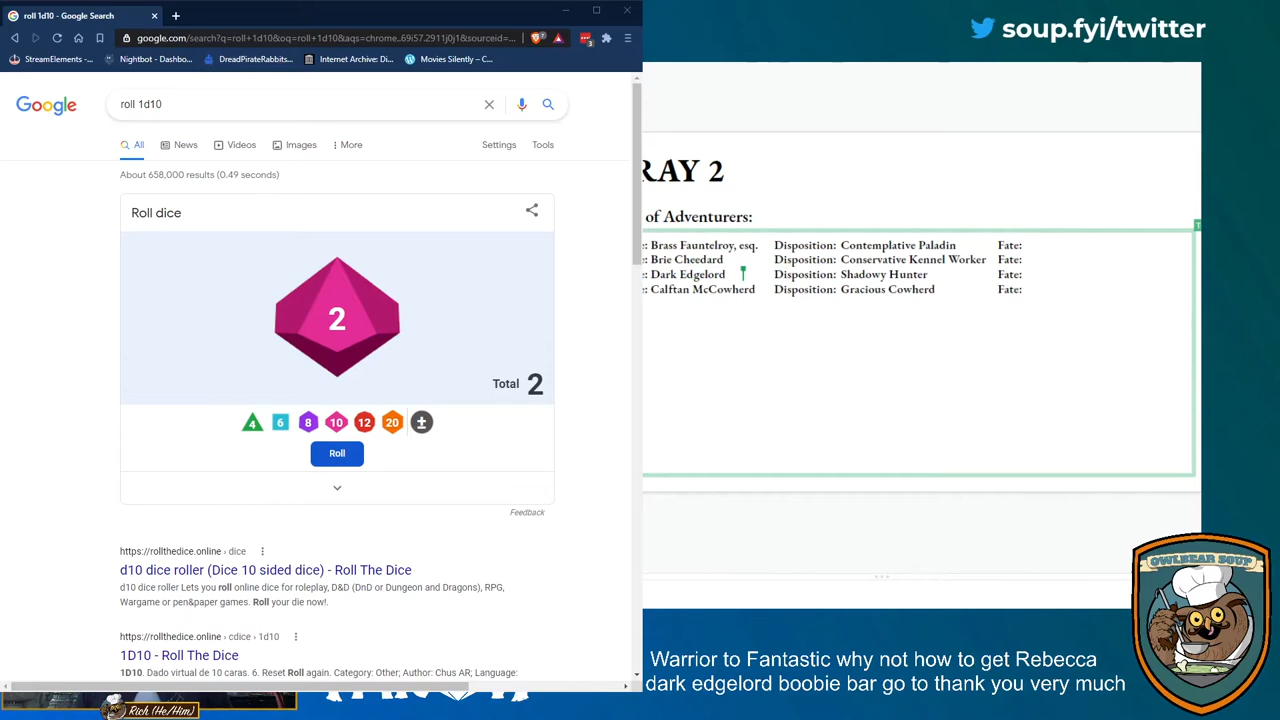 roll 1d10 - Google Search
google.com/search?q=roll+1d10&oq=roll+1d10&aqs=chrome..69i57.2911j0j1&sourceid=...
StreamElements -... Nightbot - Dashbo... DreadPirateRabbits... Internet Archive: Di... Movies Silently – C...
Google
roll 1d10
All News Videos Images More Settings Tools
About 658,000 results (0.49 seconds)
Roll dice
2
Total 2
4 6 8 10 12 20 ±
Roll
Feedback
https://rollthedice.online › dice
d10 dice roller (Dice 10 sided dice) - Roll The Dice
d10 dice roller Lets you roll online dice for roleplay, D&D (DnD or Dungeon and Dragons), RPG,
Wargame or pen&paper games. Roll your die now!.
https://rollthedice.online › cdice › 1d10
1D10 - Roll The Dice
1D10. Dado virtual de 10 caras. 6. Reset Roll again. Category: Other; Author: Chus AR; Language:
Rich (He/Him)
soup.fyi/twitter
RAY 2
of Adventurers:
: Brass Fauntelroy, esq. Disposition: Contemplative Paladin Fate:
: Brie Cheedard Disposition: Conservative Kennel Worker Fate:
: Dark Edgelord Disposition: Shadowy Hunter Fate:
: Calftan McCowherd Disposition: Gracious Cowherd Fate:
OWLBEAR SOUP
Warrior to Fantastic why not how to get Rebecca
dark edgelord boobie bar go to thank you very much